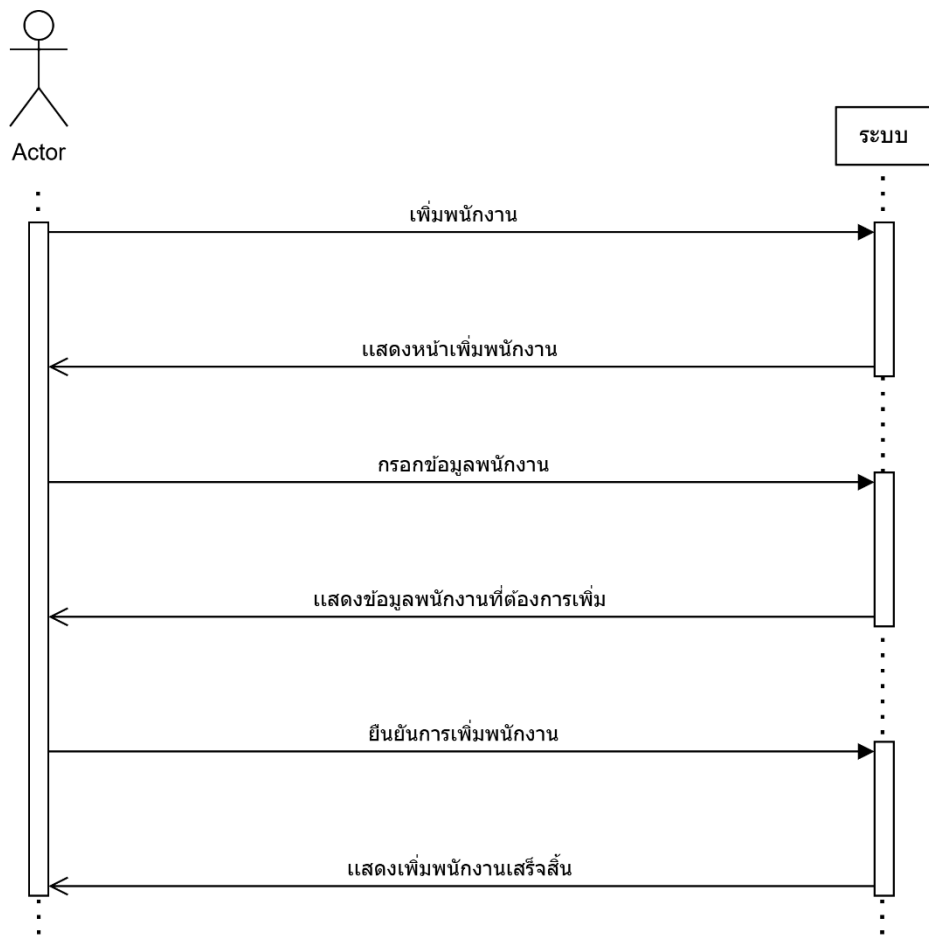 Actor
ระบบ
เพิ่มพนักงาน
แสดงหน้าเพิ่มพนักงาน
กรอกข้อมูลพนักงาน
แสดงข้อมูลพนักงานที่ต้องการเพิ่ม
ยืนยันการเพิ่มพนักงาน
แสดงเพิ่มพนักงานเสร็จสิ้น